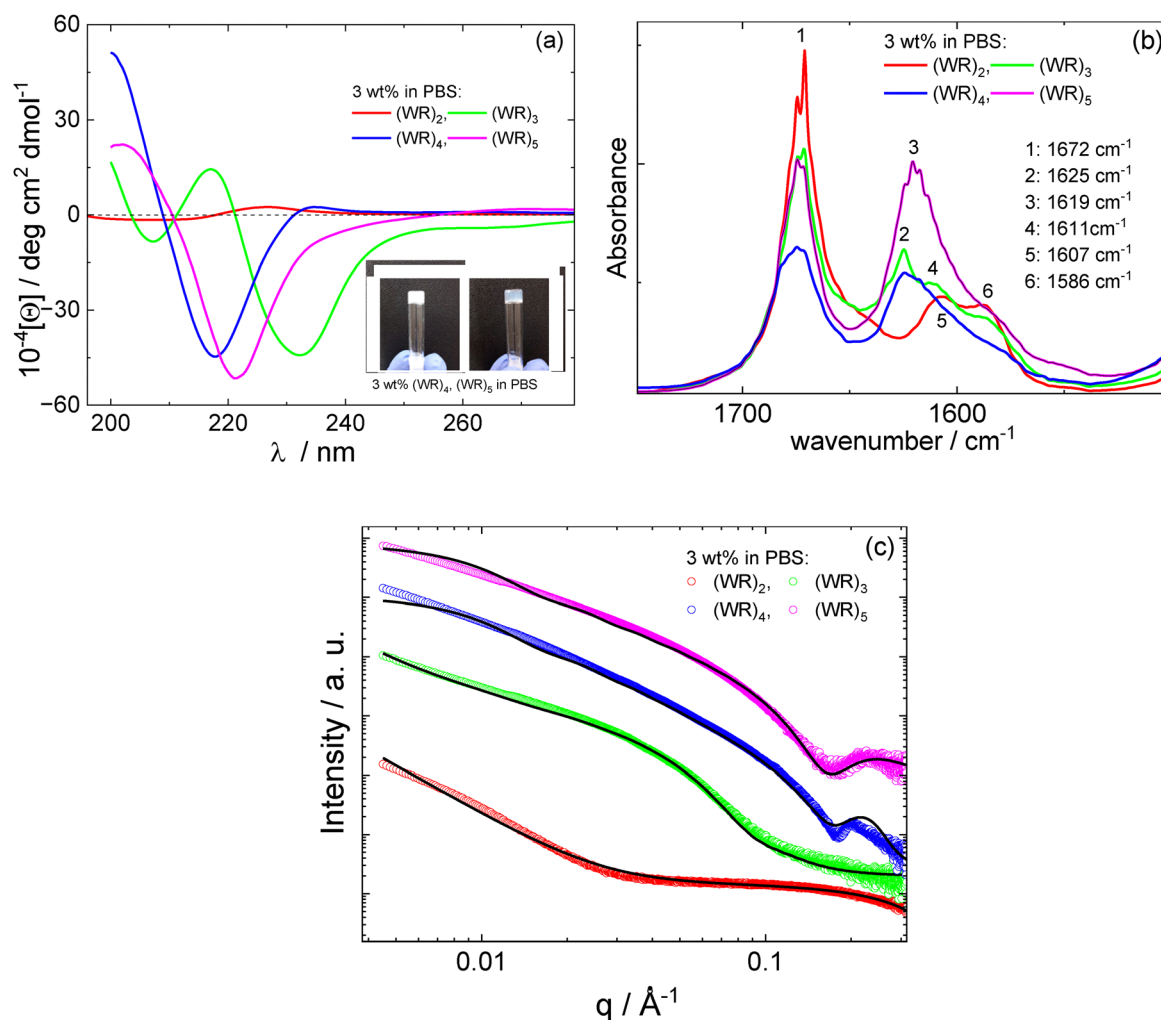 60
30
0
−30
−60
10⁻⁴[Θ] / deg cm² dmol⁻¹
(a)
3 wt% in PBS:
(WR)₂, (WR)₃
(WR)₄, (WR)₅
3 wt% (WR)₄, (WR)₅ in PBS
200 220 240 260
λ / nm
Absorbance
(b)
3 wt% in PBS:
(WR)₂, (WR)₃
(WR)₄, (WR)₅
1
3
2
4
6
5
1: 1672 cm⁻¹
2: 1625 cm⁻¹
3: 1619 cm⁻¹
4: 1611cm⁻¹
5: 1607 cm⁻¹
6: 1586 cm⁻¹
1700 1600
wavenumber / cm⁻¹
Intensity / a. u.
(c)
3 wt% in PBS:
(WR)₂, (WR)₃
(WR)₄, (WR)₅
0.01 0.1
q / Å⁻¹